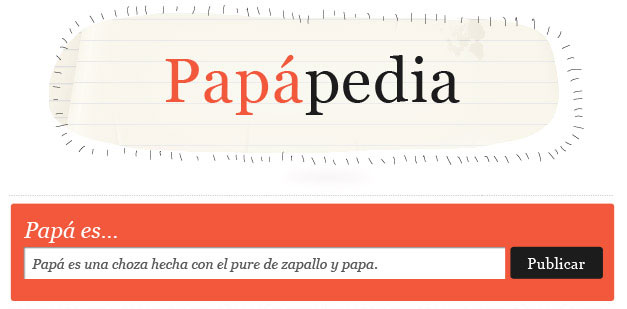 Papápedia
Papá es...
Papá es una choza hecha con el pure de zapallo y papa.
Publicar